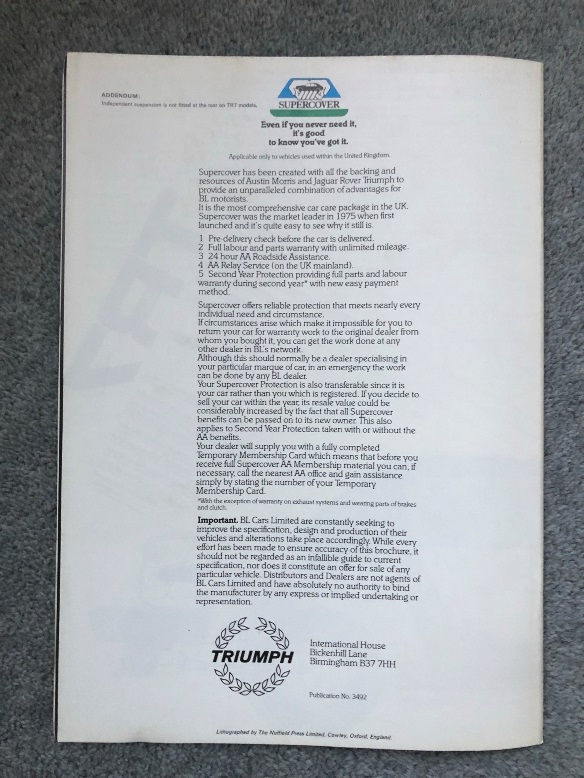 ADDENDUM:
Independent suspension is not fitted at the rear on TR7 models.
SUPERCOVER
Even if you never need it,
it's good
to know you've got it.
Applicable only to vehicles used within the United Kingdom.
Supercover has been created with all the backing and
resources of Austin Morris and Jaguar Rover Triumph to
provide an unparalleled combination of advantages for
BL motorists.
It is the most comprehensive car care package in the UK.
Supercover was the market leader in 1975 when first
launched and it's quite easy to see why it still is.
1 Pre-delivery check before the car is delivered.
2 Full labour and parts warranty with unlimited mileage.
3 24 hour AA Roadside Assistance.
4 AA Relay Service (on the UK mainland).
5 Second Year Protection providing full parts and labour
warranty during second year* with new easy payment
method.
Supercover offers reliable protection that meets nearly every
individual need and circumstance.
If circumstances arise which make it impossible for you to
return your car for warranty work to the original dealer from
whom you bought it, you can get the work done at any
other dealer in BL's network.
Although this should normally be a dealer specialising in
your particular marque of car, in an emergency the work
can be done by any BL dealer.
Your Supercover Protection is also transferable since it is
your car rather than you which is registered. If you decide to
sell your car within the year, its resale value could be
considerably increased by the fact that all Supercover
benefits can be passed on to its new owner. This also
applies to Second Year Protection taken with or without the
AA benefits.
Your dealer will supply you with a fully completed
Temporary Membership Card which means that before you
receive full Supercover AA Membership material you can, if
necessary, call the nearest AA office and gain assistance
simply by stating the number of your Temporary
Membership Card.
*With the exception of warranty on exhaust systems and wearing parts of brakes
and clutch.
Important. BL Cars Limited are constantly seeking to
improve the specification, design and production of their
vehicles and alterations take place accordingly. While every
effort has been made to ensure accuracy of this brochure, it
should not be regarded as an infallible guide to current
specification, nor does it constitute an offer for sale of any
particular vehicle. Distributors and Dealers are not agents of
BL Cars Limited and have absolutely no authority to bind
the manufacturer by any express or implied undertaking or
representation.
TRIUMPH
International House
Bickenhill Lane
Birmingham B37 7HH
Publication No. 3492
Lithographed by The Nuffield Press Limited, Cowley, Oxford, England.